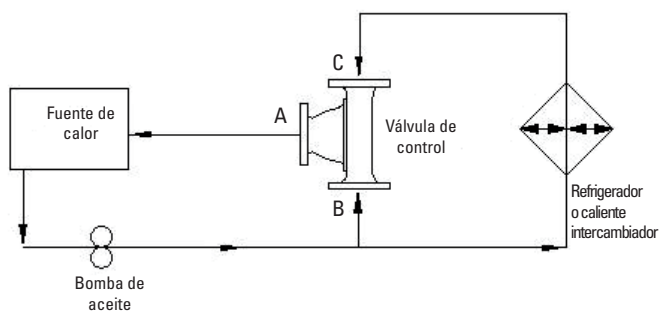 C
Fuente de
calor
A
Válvula de
control
B
Refrigerador
o caliente
intercambiador
Bomba de
aceite